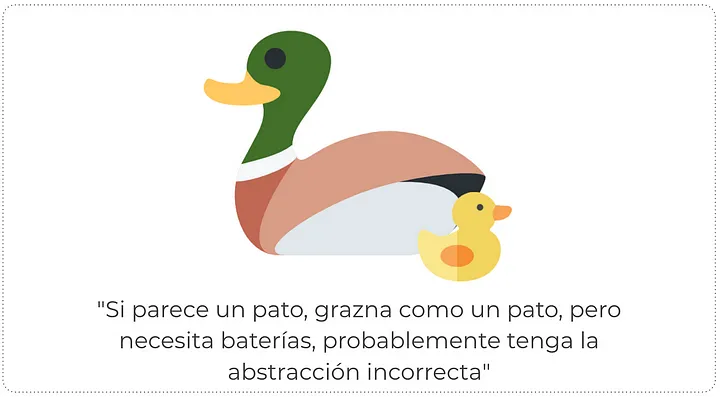 "Si parece un pato, grazna como un pato, pero
necesita baterías, probablemente tenga la
abstracción incorrecta"